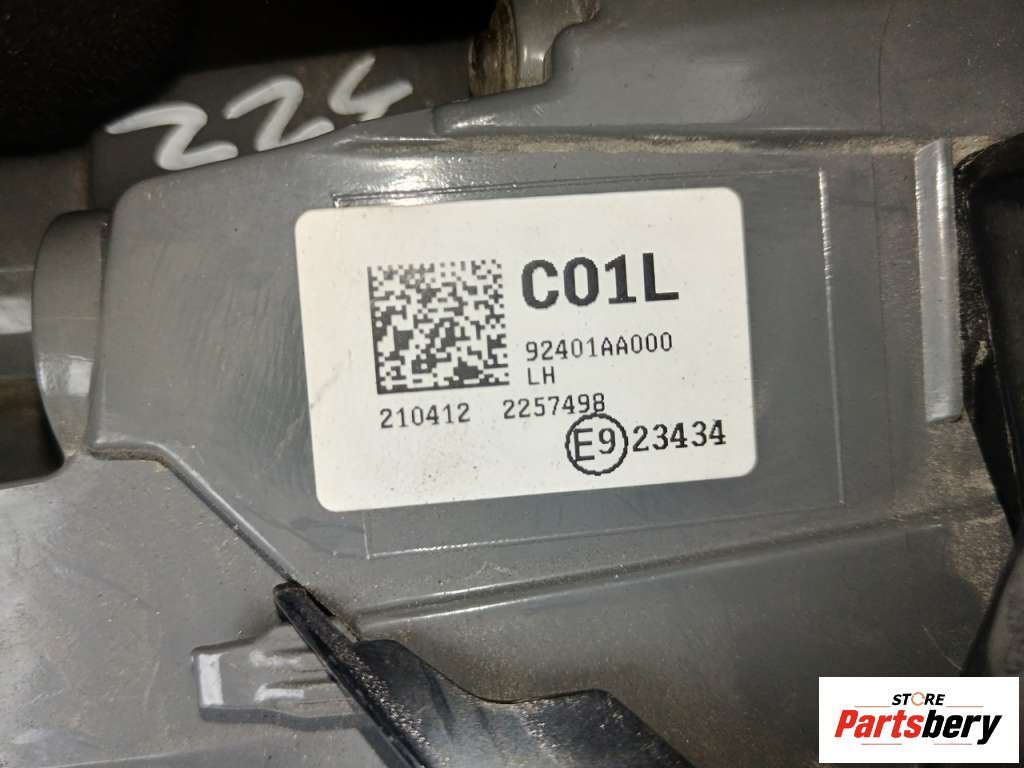 224
C01L
92401AA000
LH
210412 2257498
E9 23434
STORE
Partsbery